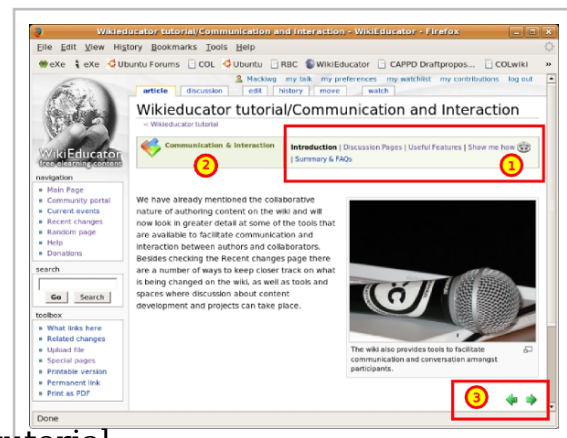 Wikieducator tutorial/Communication and Interaction - WikiEducator - Firefox
File Edit View History Bookmarks Tools Help
eXe eXe Ubuntu Forums COL Ubuntu RBC WikiEducator CAPPD Draftpropos... COLwiki »
Mackiwg my talk my preferences my watchlist my contributions log out
article discussion edit history move watch
Wikieducator tutorial/Communication and Interaction
< Wikieducator tutorial
Communication & Interaction
2
Introduction | Discussion Pages | Useful Features | Show me how
| Summary & FAQs
1
WikiEducator
free elearning content
navigation
Main Page
Community portal
Current events
Recent changes
Random page
Help
Donations
search
Go Search
toolbox
What links here
Related changes
Upload file
Special pages
Printable version
Permanent link
Print as PDF
We have already mentioned the collaborative
nature of authoring content on the wiki and will
now look in greater detail at some of the tools that
are available to facilitate communication and
interaction between authors and collaborators.
Besides checking the Recent changes page there
are a number of ways to keep closer track on what
is being changed on the wiki, as well as tools and
spaces where discussion about content
development and projects can take place.
The wiki also provides tools to facilitate
communication and conversation amongst
participants.
3
Done